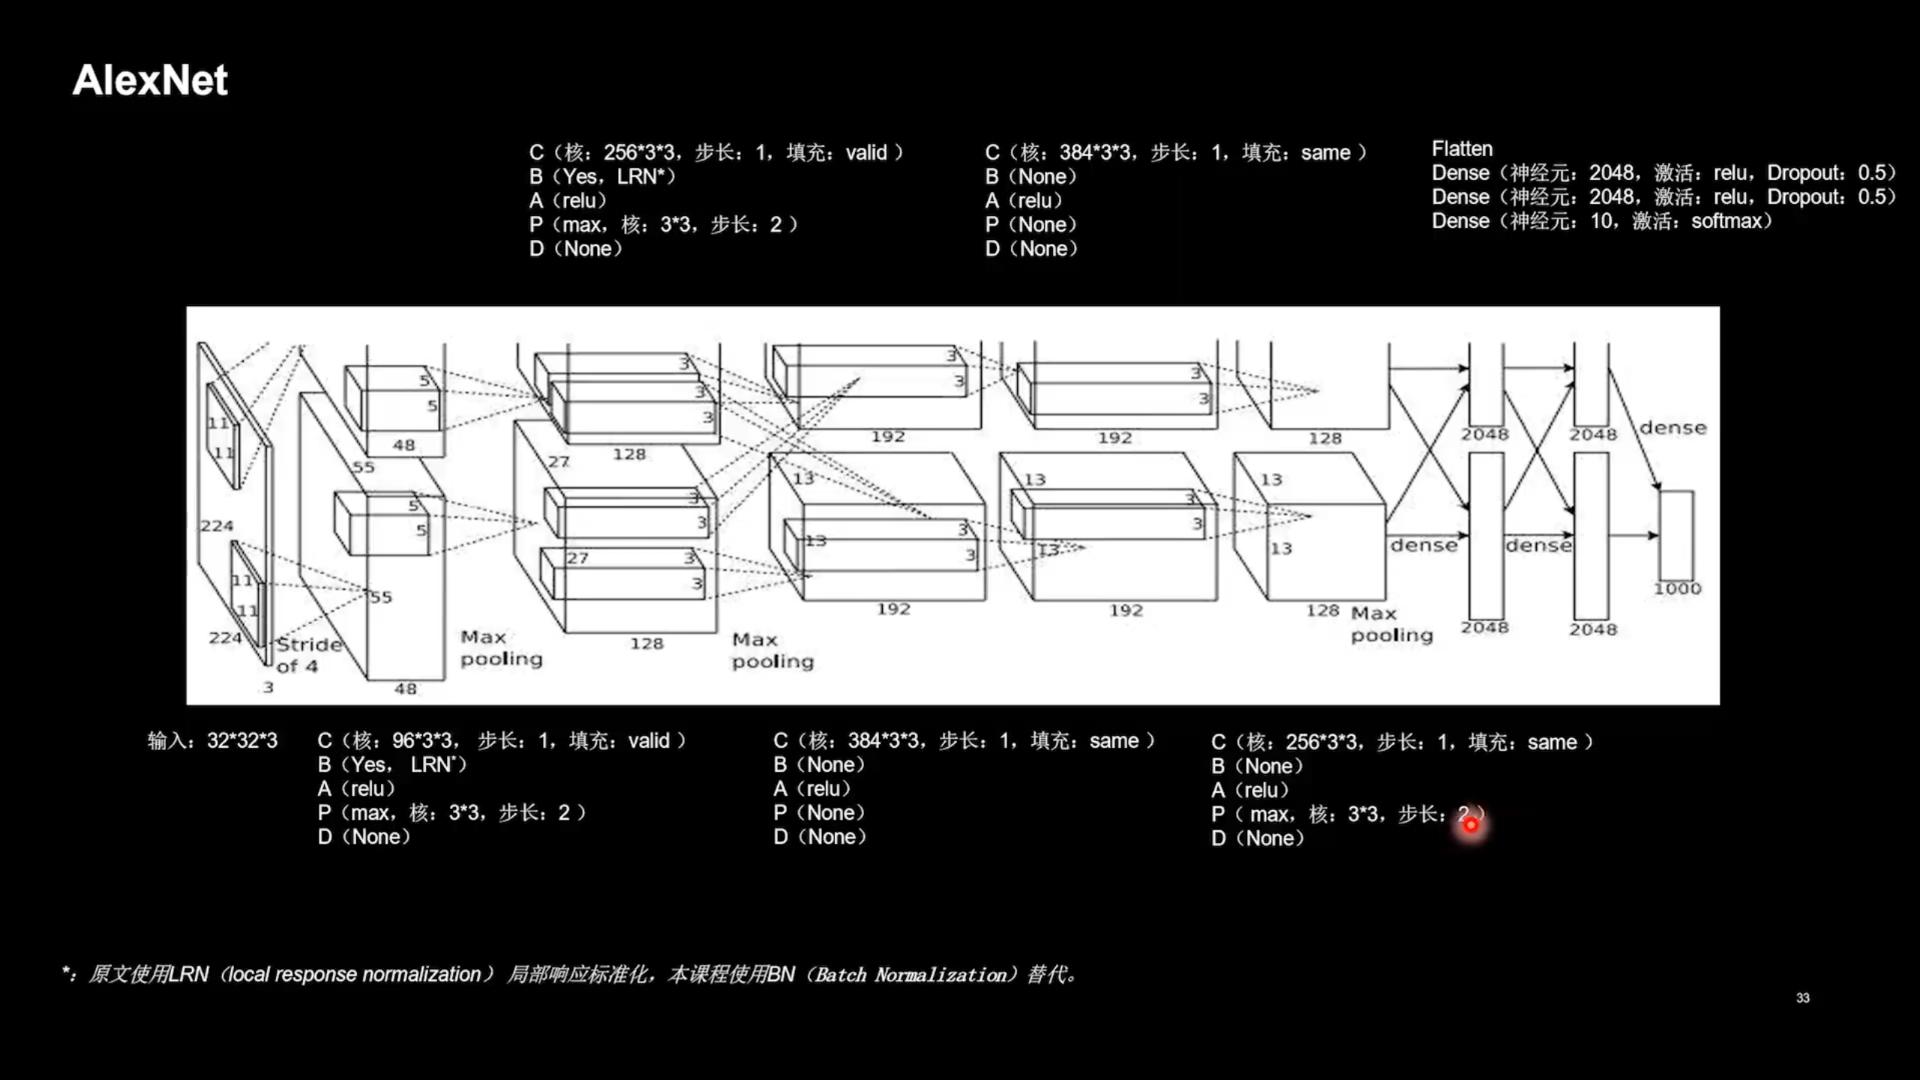 AlexNet
C（核：256*3*3，步长：1，填充：valid ）
B（Yes，LRN*）
A（relu）
P（max，核：3*3，步长：2 ）
D（None）
C（核：384*3*3，步长：1，填充：same ）
B（None）
A（relu）
P（None）
D（None）
Flatten
Dense（神经元：2048，激活：relu，Dropout：0.5）
Dense（神经元：2048，激活：relu，Dropout：0.5）
Dense（神经元：10，激活：softmax）
11
11
5
5
48
55
3
3
3
27
128
3
3
192
3
3
192
128
2048
2048
dense
224
11
11
224
3
Stride
of 4
5
5
55
48
Max
pooling
3
3
27
3
3
128
Max
pooling
13
13
3
3
192
13
13
3
3
192
13
13
128
Max
pooling
dense
dense
2048
2048
1000
输入：32*32*3
C（核：96*3*3， 步长：1，填充：valid ）
B（Yes， LRN*）
A（relu）
P（max，核：3*3，步长：2 ）
D（None）
C（核：384*3*3，步长：1，填充：same ）
B（None）
A（relu）
P（None）
D（None）
C（核：256*3*3，步长：1，填充：same ）
B（None）
A（relu）
P（ max，核：3*3，步长：2 ）
D（None）
*：原文使用LRN（local response normalization） 局部响应标准化，本课程使用BN（Batch Normalization）替代。
33